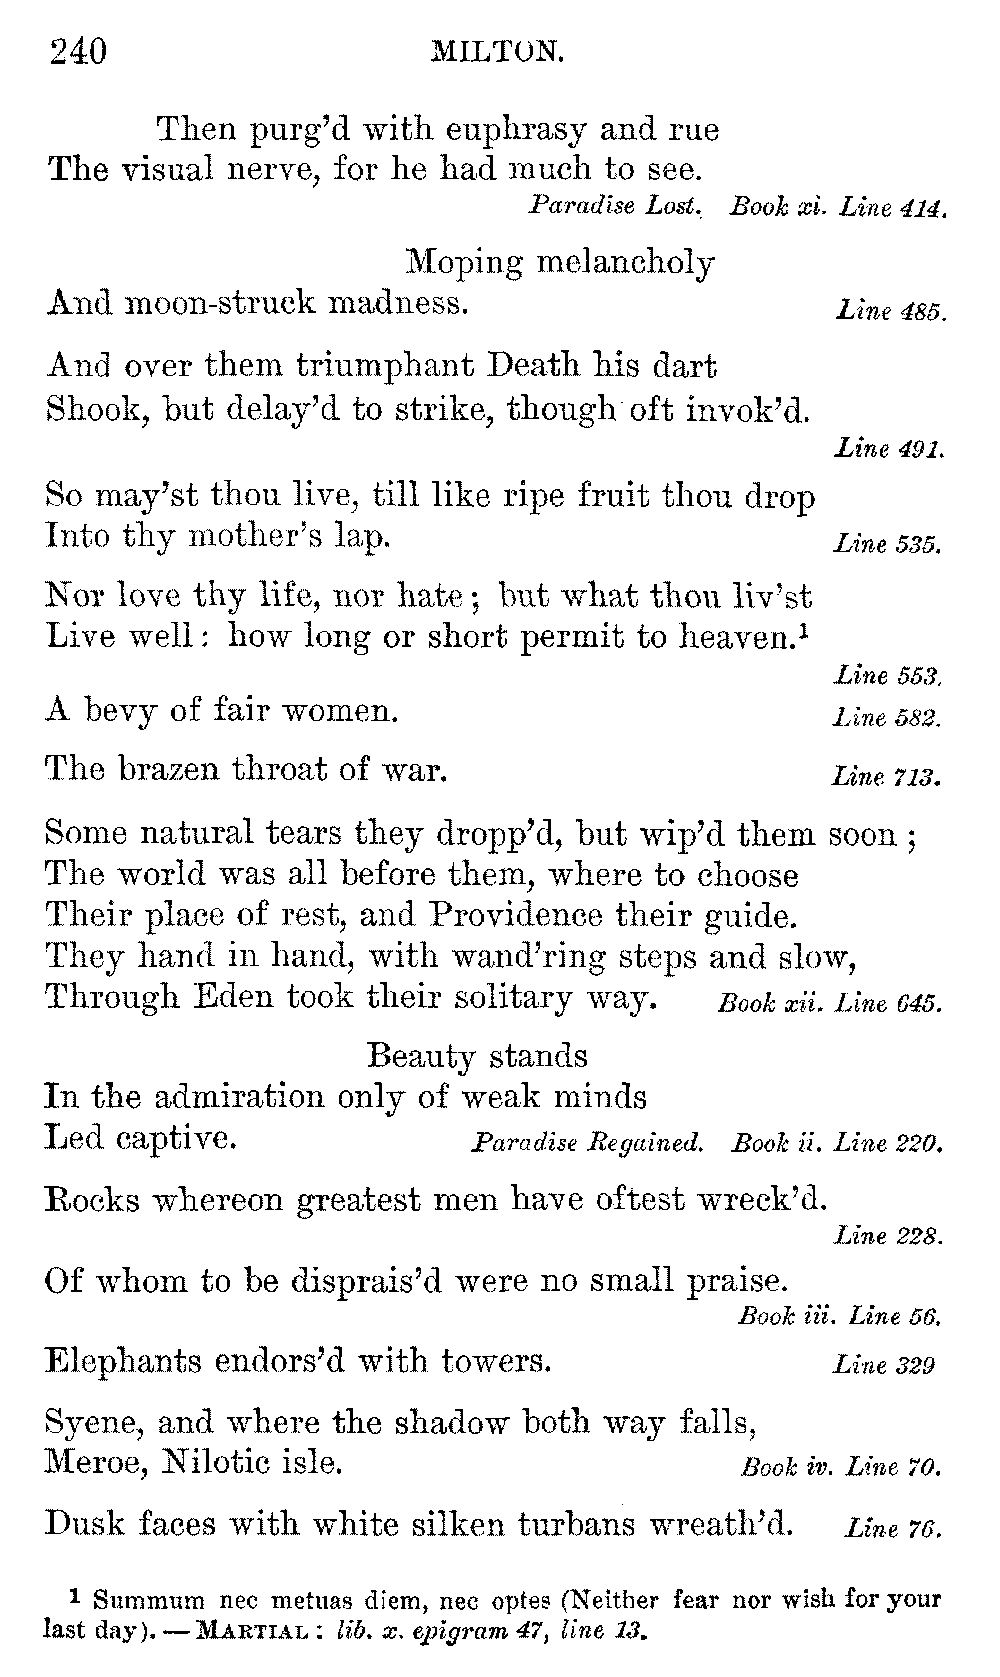 240 MILTON.
Then purg'd with euphrasy and rue
The visual nerve, for he had much to see.
Paradise Lost. Book xi. Line 414.
Moping melancholy
And moon-struck madness. Line 485.
And over them triumphant Death his dart
Shook, but delay'd to strike, though oft invok'd.
Line 491.
So may'st thou live, till like ripe fruit thou drop
Into thy mother's lap. Line 535.
Nor love thy life, nor hate; but what thou liv'st
Live well: how long or short permit to heaven.¹
Line 553.
A bevy of fair women. Line 582.
The brazen throat of war. Line 713.
Some natural tears they dropp'd, but wip'd them soon;
The world was all before them, where to choose
Their place of rest, and Providence their guide.
They hand in hand, with wand'ring steps and slow,
Through Eden took their solitary way. Book xii. Line 645.
Beauty stands
In the admiration only of weak minds
Led captive. Paradise Regained. Book ii. Line 220.
Rocks whereon greatest men have oftest wreck'd.
Line 228.
Of whom to be disprais'd were no small praise.
Book iii. Line 56.
Elephants endors'd with towers. Line 329
Syene, and where the shadow both way falls,
Meroe, Nilotic isle. Book iv. Line 70.
Dusk faces with white silken turbans wreath'd. Line 76.
¹ Summum nec metuas diem, nec optes (Neither fear nor wish for your
last day). — MARTIAL: lib. x. epigram 47, line 13.